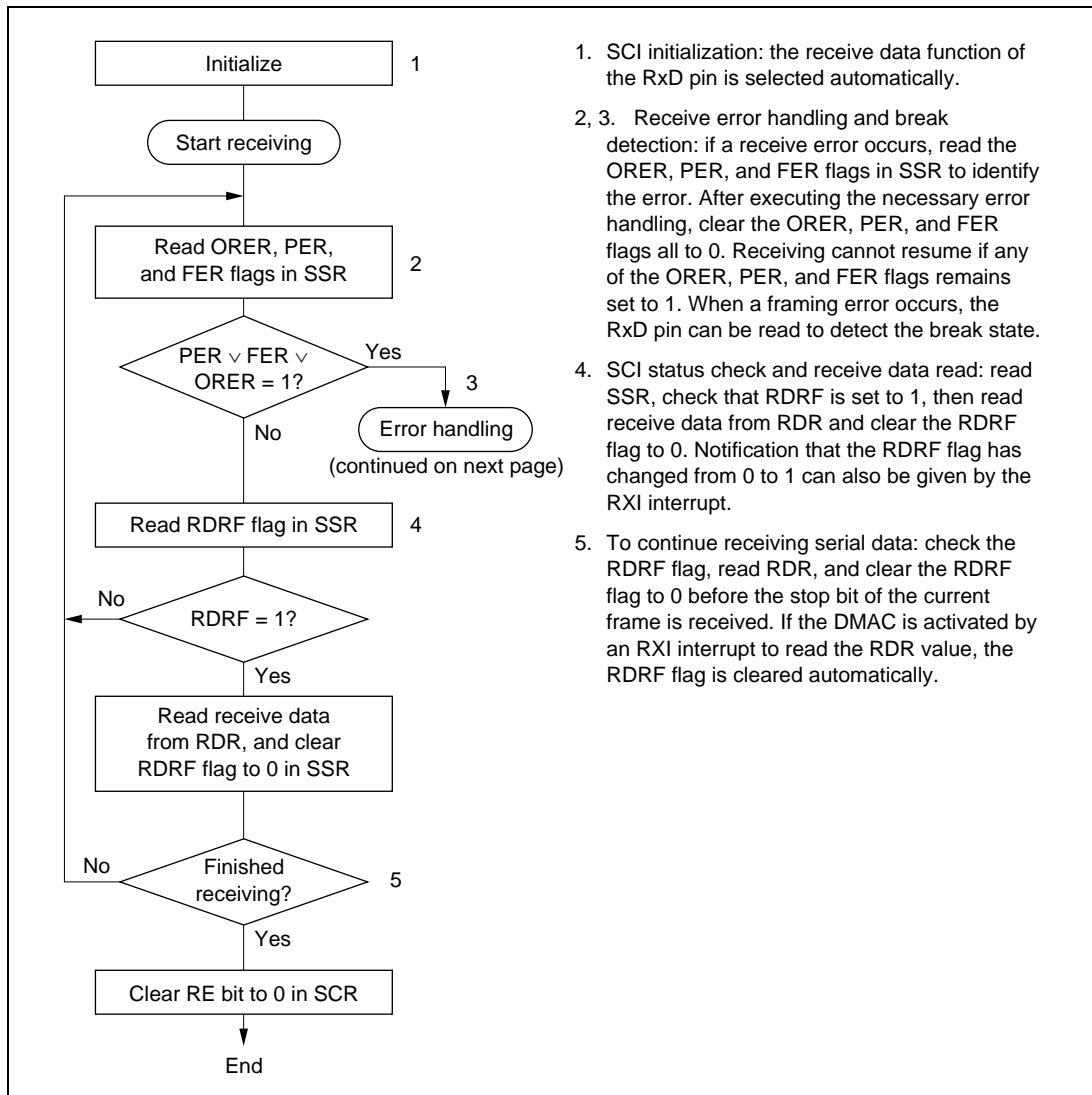 Initialize
1
Start receiving
Read ORER, PER,
and FER flags in SSR
2
PER ∨ FER ∨
ORER = 1?
Yes
3
Error handling
(continued on next page)
No
Read RDRF flag in SSR
4
No
RDRF = 1?
Yes
Read receive data
from RDR, and clear
RDRF flag to 0 in SSR
No
Finished
receiving?
5
Yes
Clear RE bit to 0 in SCR
End
1. SCI initialization: the receive data function of
the RxD pin is selected automatically.
2, 3. Receive error handling and break
detection: if a receive error occurs, read the
ORER, PER, and FER flags in SSR to identify
the error. After executing the necessary error
handling, clear the ORER, PER, and FER
flags all to 0. Receiving cannot resume if any
of the ORER, PER, and FER flags remains
set to 1. When a framing error occurs, the
RxD pin can be read to detect the break state.
4. SCI status check and receive data read: read
SSR, check that RDRF is set to 1, then read
receive data from RDR and clear the RDRF
flag to 0. Notification that the RDRF flag has
changed from 0 to 1 can also be given by the
RXI interrupt.
5. To continue receiving serial data: check the
RDRF flag, read RDR, and clear the RDRF
flag to 0 before the stop bit of the current
frame is received. If the DMAC is activated by
an RXI interrupt to read the RDR value, the
RDRF flag is cleared automatically.